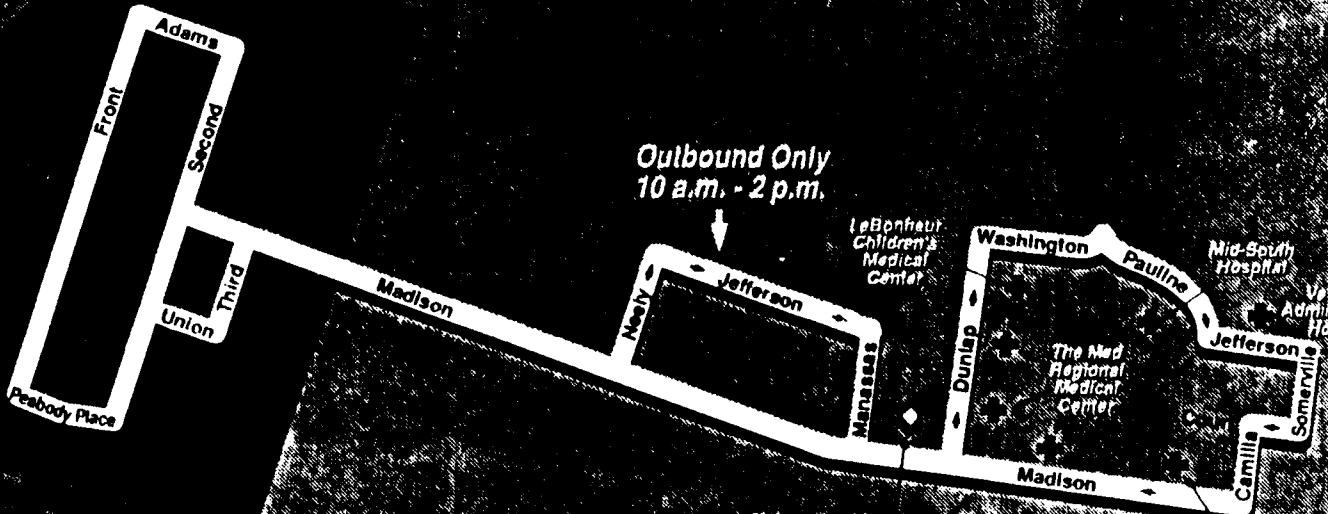 Adams
Front
Second
Third
Union
Peabody Place
Madison
Outbound Only
10 a.m. - 2 p.m.
Neely
Jefferson
Manassas
LeBonheur
Children's
Medical
Center
Dunlap
Washington
Pauline
Mid-South
Hospital
Jefferson
Somerville
Camilla
The Med
Regional
Medical
Center
Madison